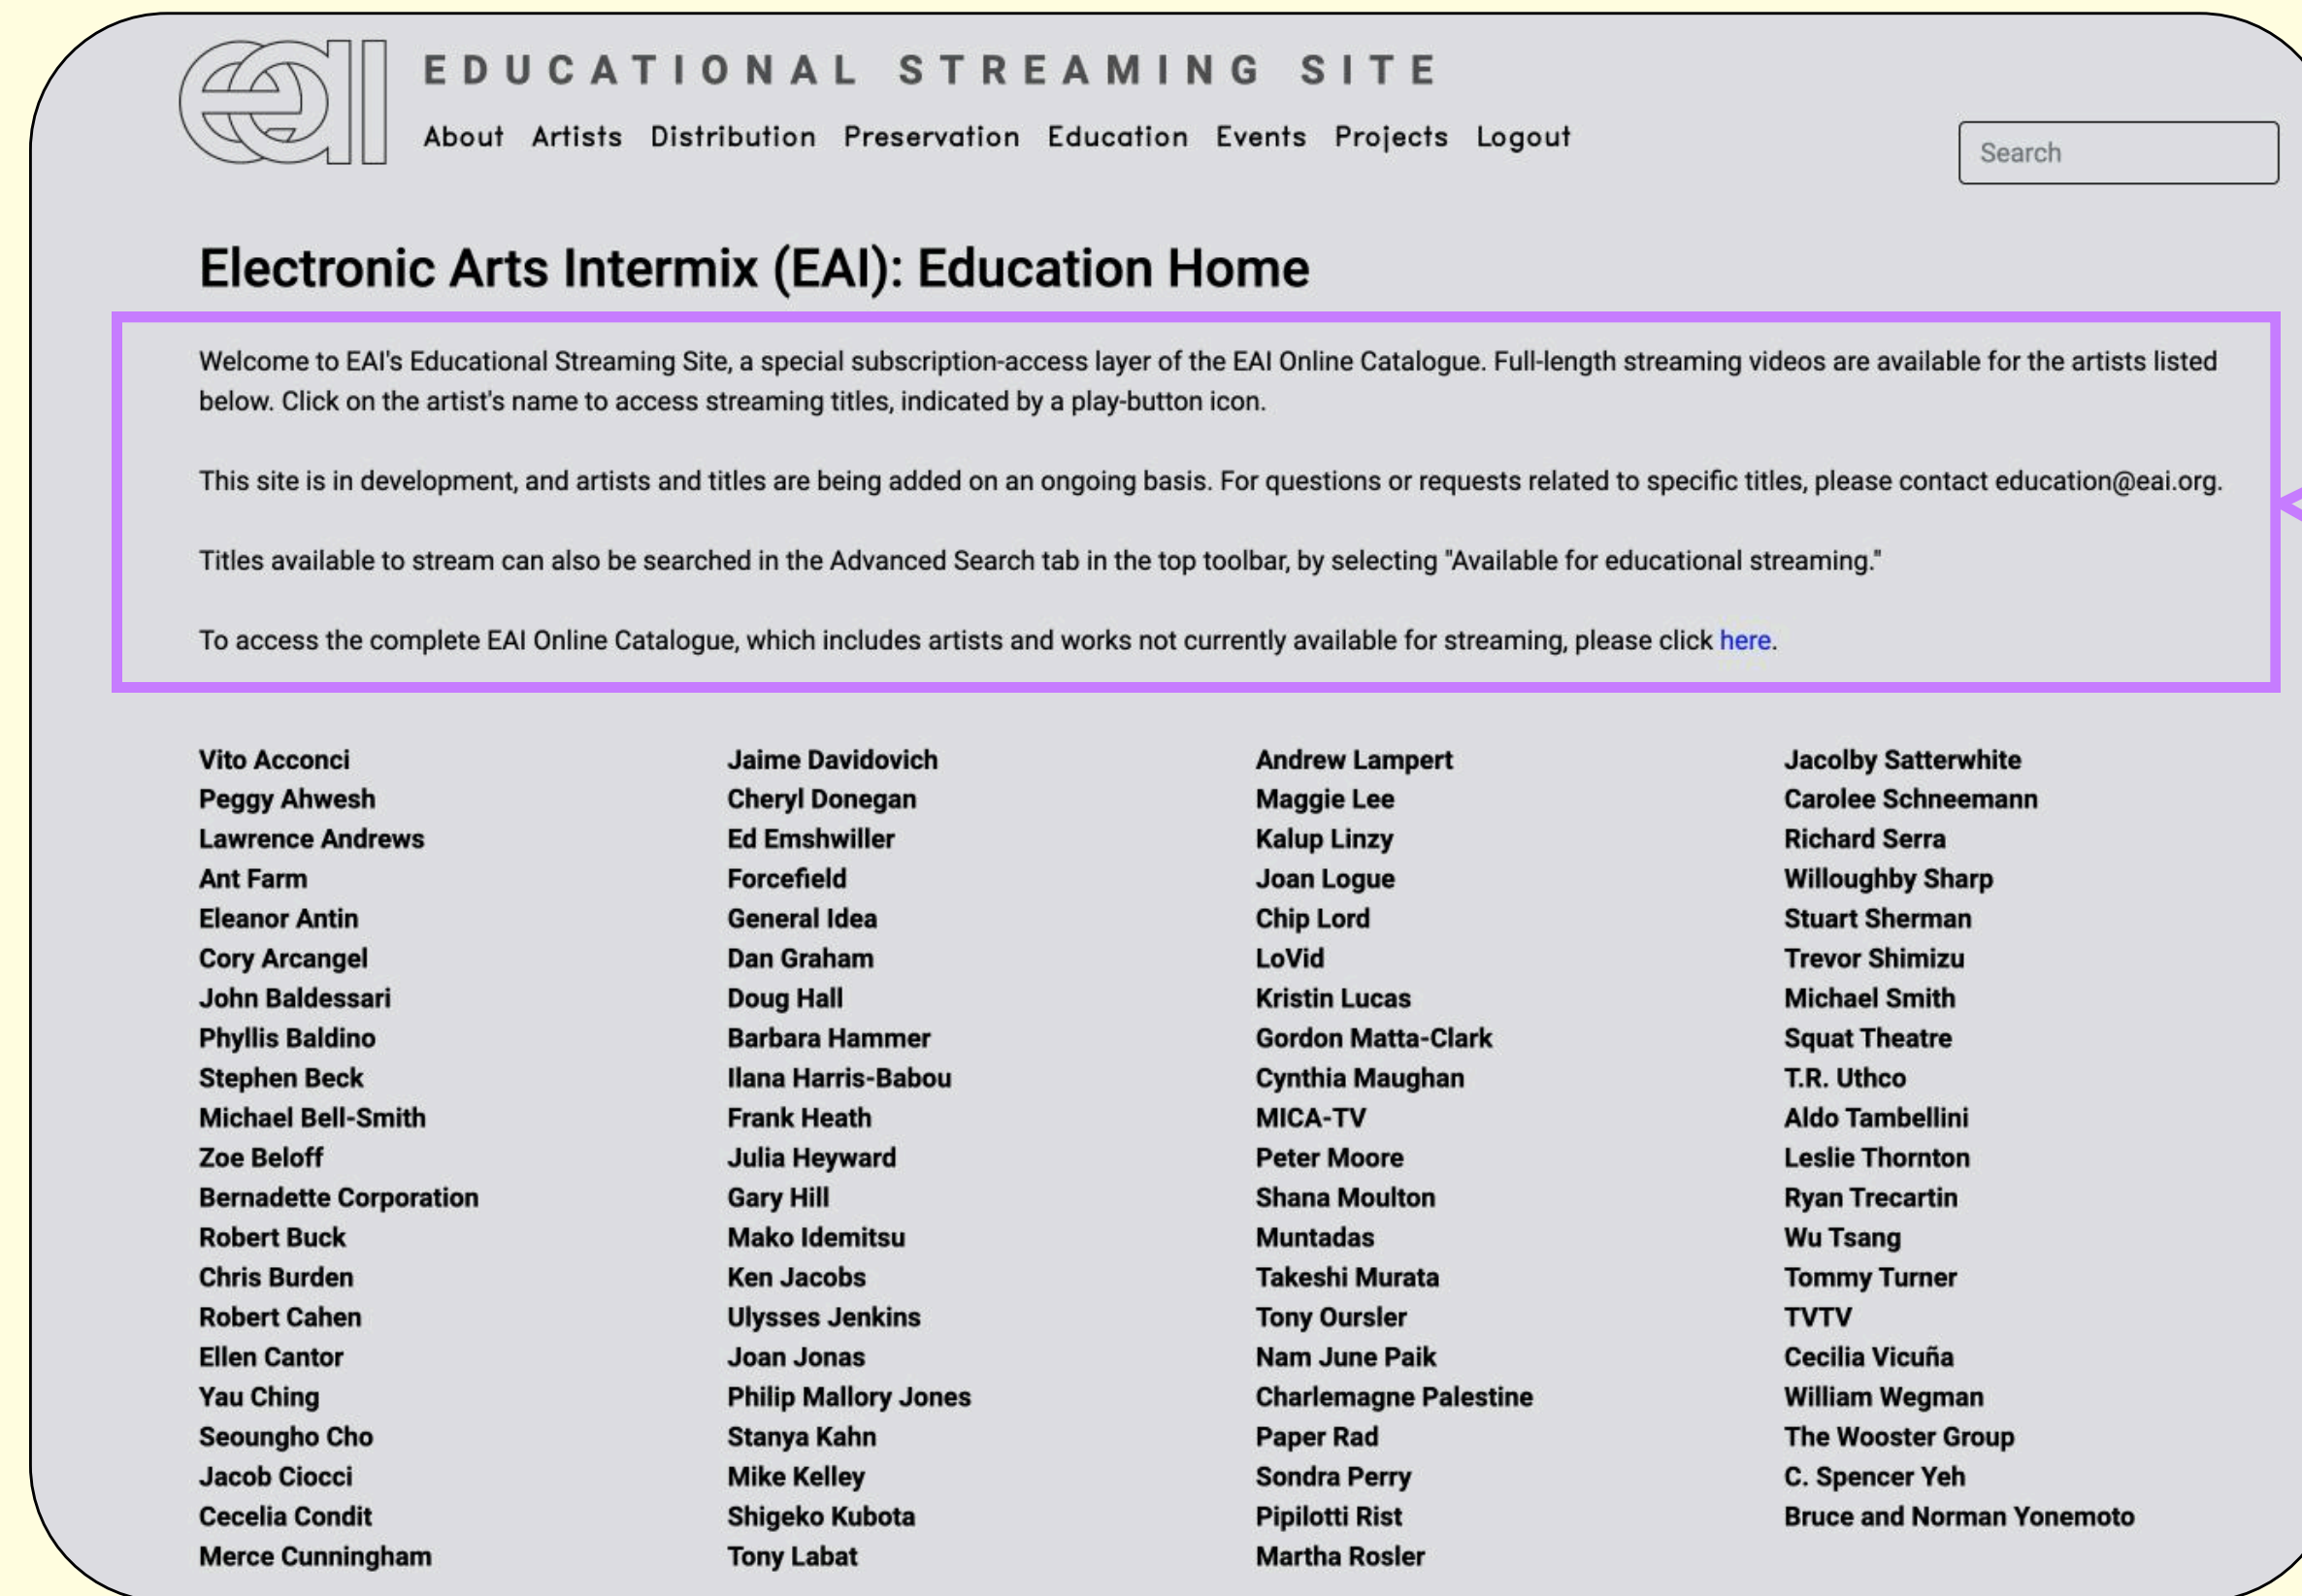 eai
EDUCATIONAL STREAMING SITE
About Artists Distribution Preservation Education Events Projects Logout
Search
Electronic Arts Intermix (EAI): Education Home
Welcome to EAI's Educational Streaming Site, a special subscription-access layer of the EAI Online Catalogue. Full-length streaming videos are available for the artists listed
below. Click on the artist's name to access streaming titles, indicated by a play-button icon.
This site is in development, and artists and titles are being added on an ongoing basis. For questions or requests related to specific titles, please contact education@eai.org.
Titles available to stream can also be searched in the Advanced Search tab in the top toolbar, by selecting "Available for educational streaming."
To access the complete EAI Online Catalogue, which includes artists and works not currently available for streaming, please click here.
Vito Acconci
Peggy Ahwesh
Lawrence Andrews
Ant Farm
Eleanor Antin
Cory Arcangel
John Baldessari
Phyllis Baldino
Stephen Beck
Michael Bell-Smith
Zoe Beloff
Bernadette Corporation
Robert Buck
Chris Burden
Robert Cahen
Ellen Cantor
Yau Ching
Seoungho Cho
Jacob Ciocci
Cecelia Condit
Merce Cunningham
Jaime Davidovich
Cheryl Donegan
Ed Emshwiller
Forcefield
General Idea
Dan Graham
Doug Hall
Barbara Hammer
Ilana Harris-Babou
Frank Heath
Julia Heyward
Gary Hill
Mako Idemitsu
Ken Jacobs
Ulysses Jenkins
Joan Jonas
Philip Mallory Jones
Stanya Kahn
Mike Kelley
Shigeko Kubota
Tony Labat
Andrew Lampert
Maggie Lee
Kalup Linzy
Joan Logue
Chip Lord
LoVid
Kristin Lucas
Gordon Matta-Clark
Cynthia Maughan
MICA-TV
Peter Moore
Shana Moulton
Muntadas
Takeshi Murata
Tony Oursler
Nam June Paik
Charlemagne Palestine
Paper Rad
Sondra Perry
Pipilotti Rist
Martha Rosler
Jacolby Satterwhite
Carolee Schneemann
Richard Serra
Willoughby Sharp
Stuart Sherman
Trevor Shimizu
Michael Smith
Squat Theatre
T.R. Uthco
Aldo Tambellini
Leslie Thornton
Ryan Trecartin
Wu Tsang
Tommy Turner
TVTV
Cecilia Vicuña
William Wegman
The Wooster Group
C. Spencer Yeh
Bruce and Norman Yonemoto